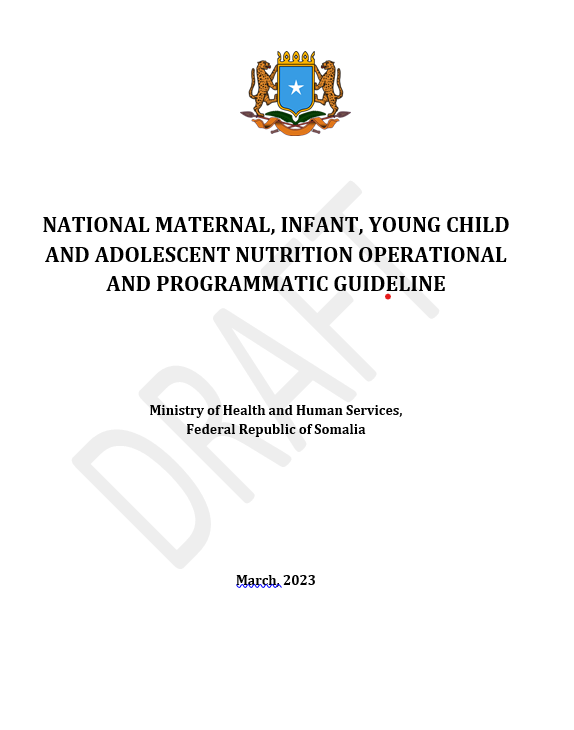 NATIONAL MATERNAL, INFANT, YOUNG CHILD
AND ADOLESCENT NUTRITION OPERATIONAL
AND PROGRAMMATIC GUIDELINE
DRAFT
Ministry of Health and Human Services,
Federal Republic of Somalia
March, 2023